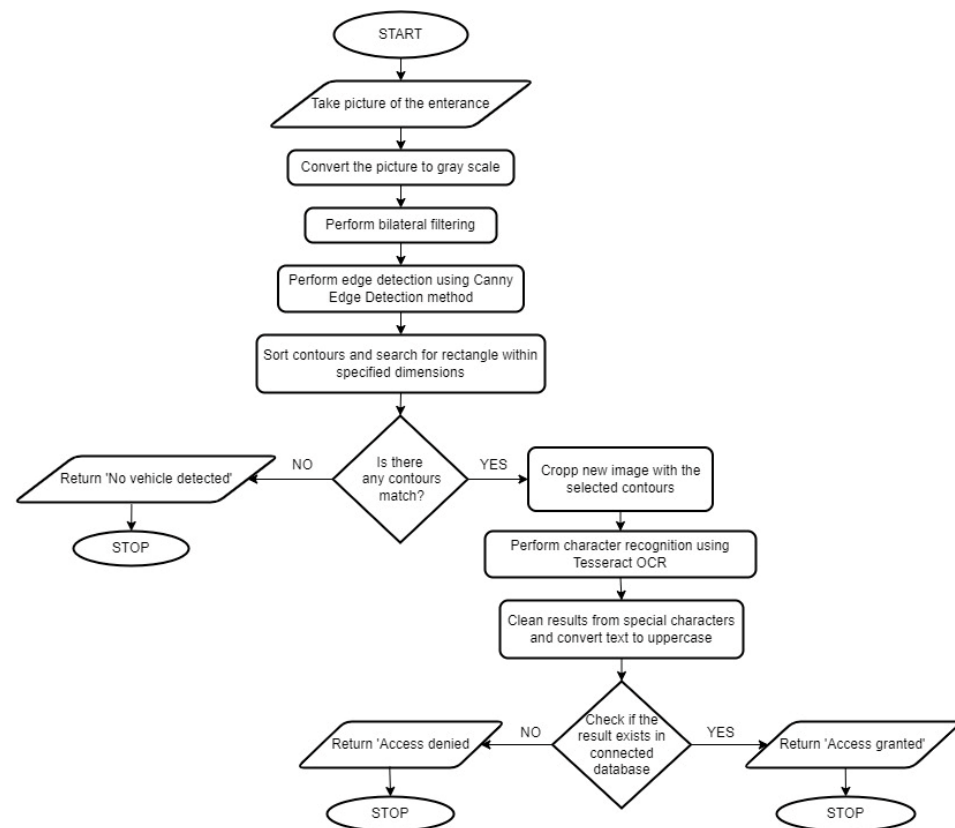 START
Take picture of the enterance
Convert the picture to gray scale
Perform bilateral filtering
Perform edge detection using Canny
Edge Detection method
Sort contours and search for rectangle within
specified dimensions
Is there
any contours
match?
NO
YES
Return 'No vehicle detected'
STOP
Cropp new image with the
selected contours
Perform character recognition using
Tesseract OCR
Clean results from special characters
and convert text to uppercase
Check if the
result exists in
connected
database
NO
YES
Return 'Access denied
STOP
Return 'Access granted'
STOP